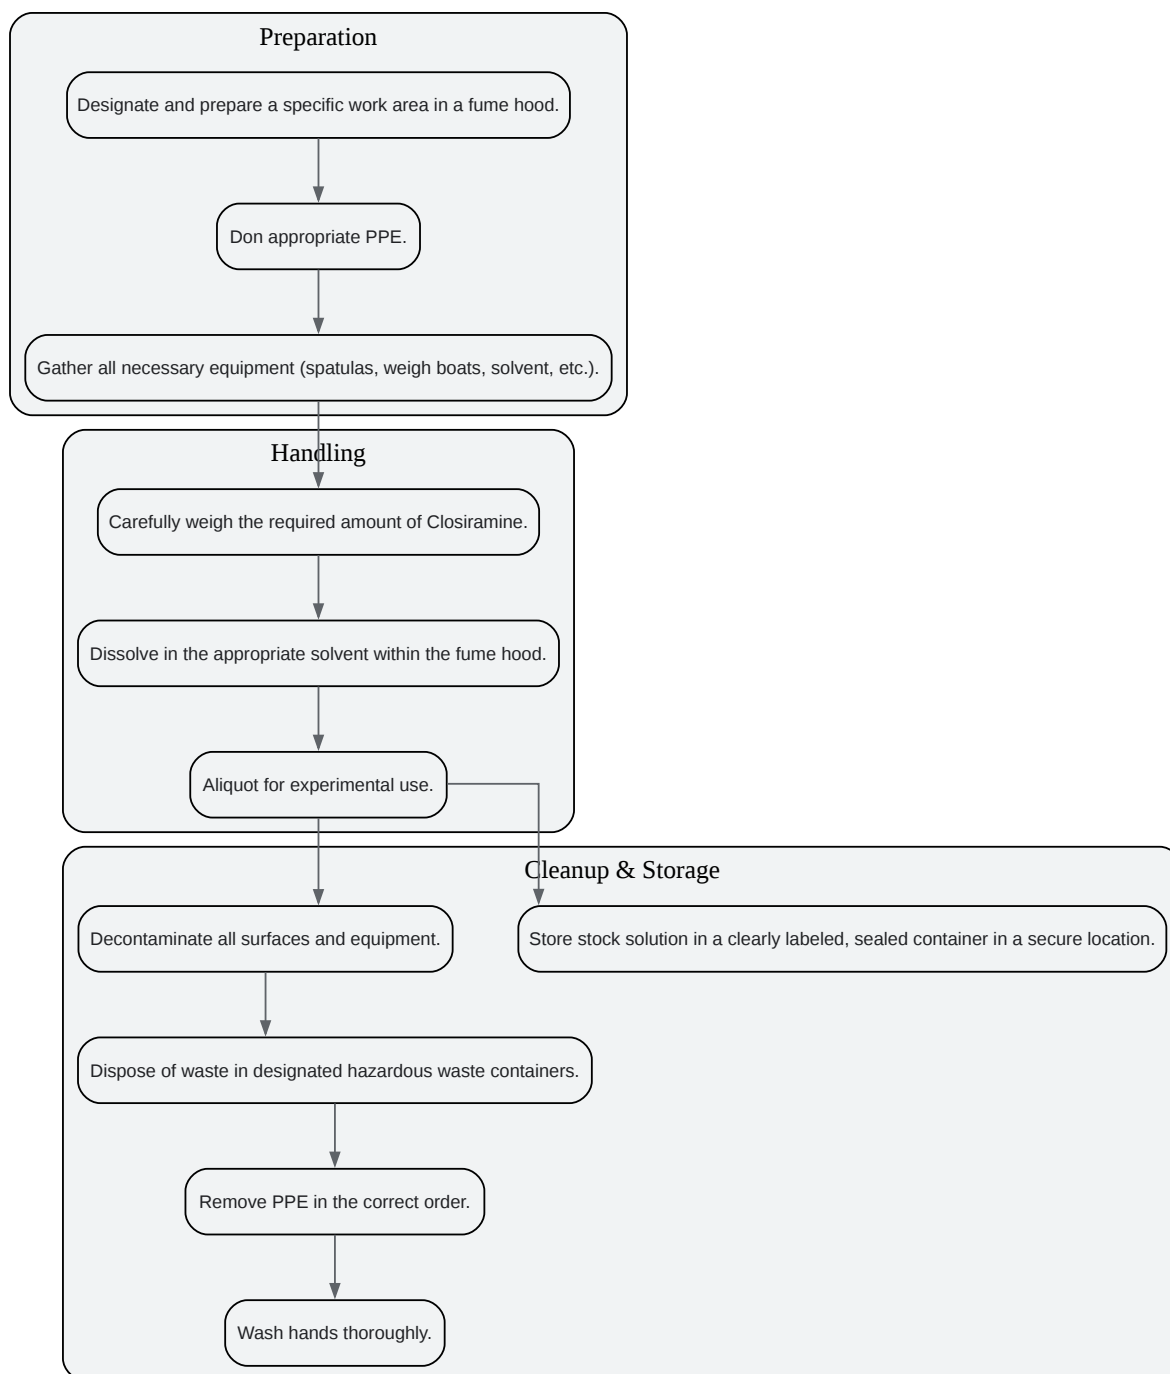 Preparation
Designate and prepare a specific work area in a fume hood.
Don appropriate PPE.
Gather all necessary equipment (spatulas, weigh boats, solvent, etc.).
Handling
Carefully weigh the required amount of Closiramine.
Dissolve in the appropriate solvent within the fume hood.
Aliquot for experimental use.
Cleanup & Storage
Decontaminate all surfaces and equipment.
Store stock solution in a clearly labeled, sealed container in a secure location.
Dispose of waste in designated hazardous waste containers.
Remove PPE in the correct order.
Wash hands thoroughly.